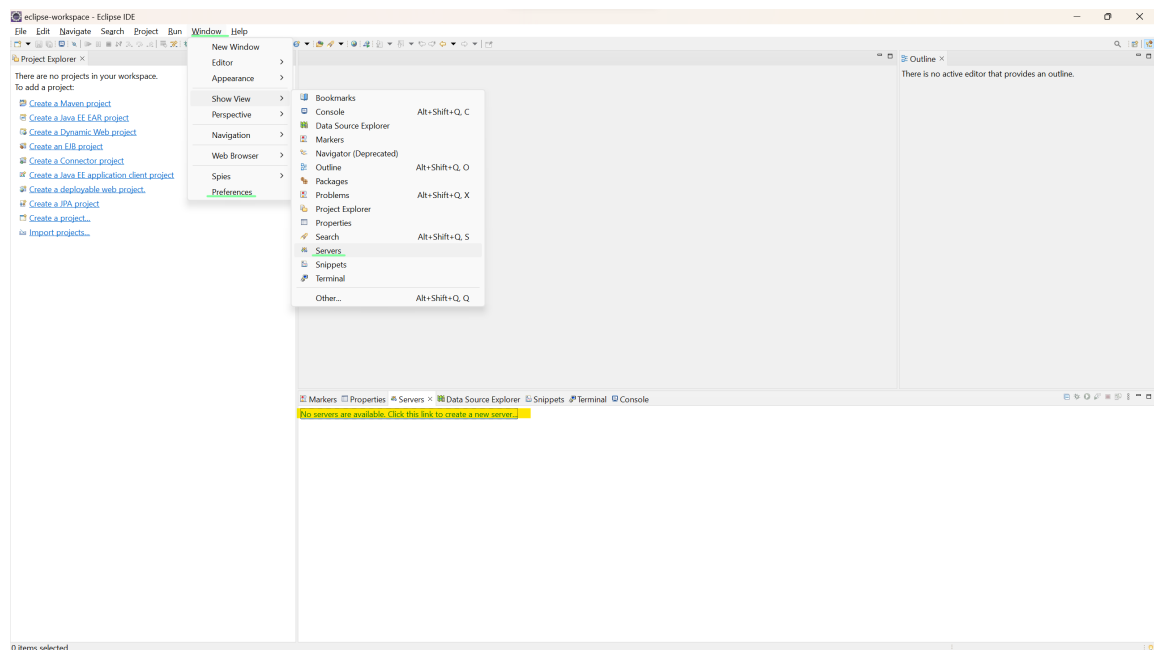 eclipse-workspace - Eclipse IDE
File Edit Navigate Search Project Run Window Help
Project Explorer ×
There are no projects in your workspace.
To add a project:
Create a Maven project
Create a Java EE EAR project
Create a Dynamic Web project
Create an EJB project
Create a Connector project
Create a Java EE application client project
Create a deployable web project.
Create a JPA project
Create a project...
Import projects...
New Window
Editor >
Appearance >
Show View >
Perspective >
Navigation >
Web Browser >
Spies >
Preferences
Bookmarks
Console Alt+Shift+Q, C
Data Source Explorer
Markers
Navigator (Deprecated)
Outline Alt+Shift+Q, O
Packages
Problems Alt+Shift+Q, X
Project Explorer
Properties
Search Alt+Shift+Q, S
Servers
Snippets
Terminal
Other... Alt+Shift+Q, Q
Outline ×
There is no active editor that provides an outline.
Markers Properties Servers × Data Source Explorer Snippets Terminal Console
No servers are available. Click this link to create a new server...
0 items selected